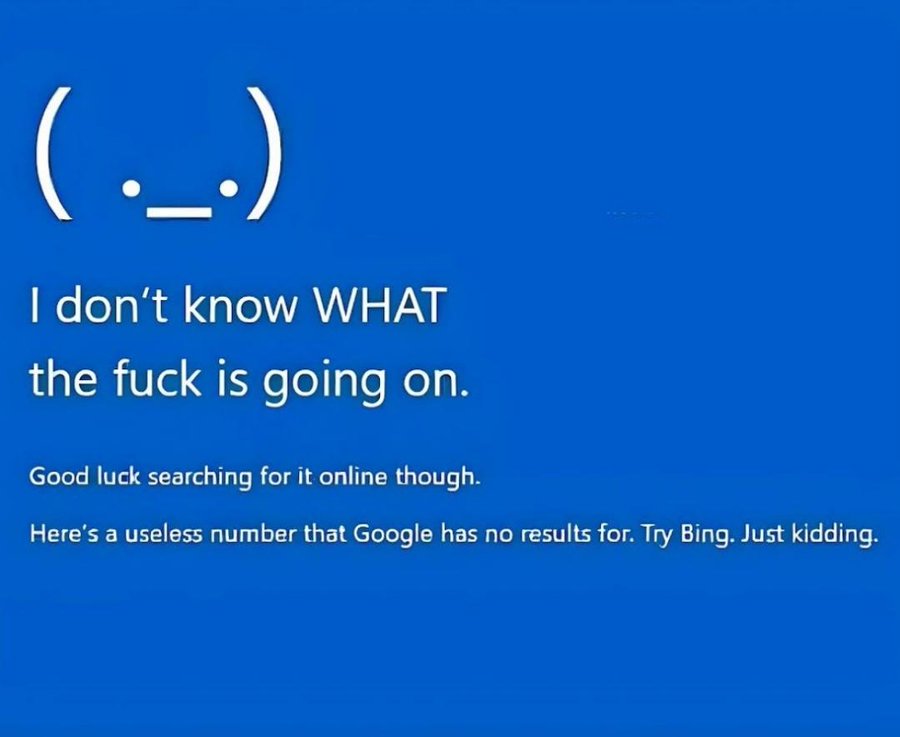 ( ._.)
I don't know WHAT
the fuck is going on.
Good luck searching for it online though.
Here's a useless number that Google has no results for. Try Bing. Just kidding.